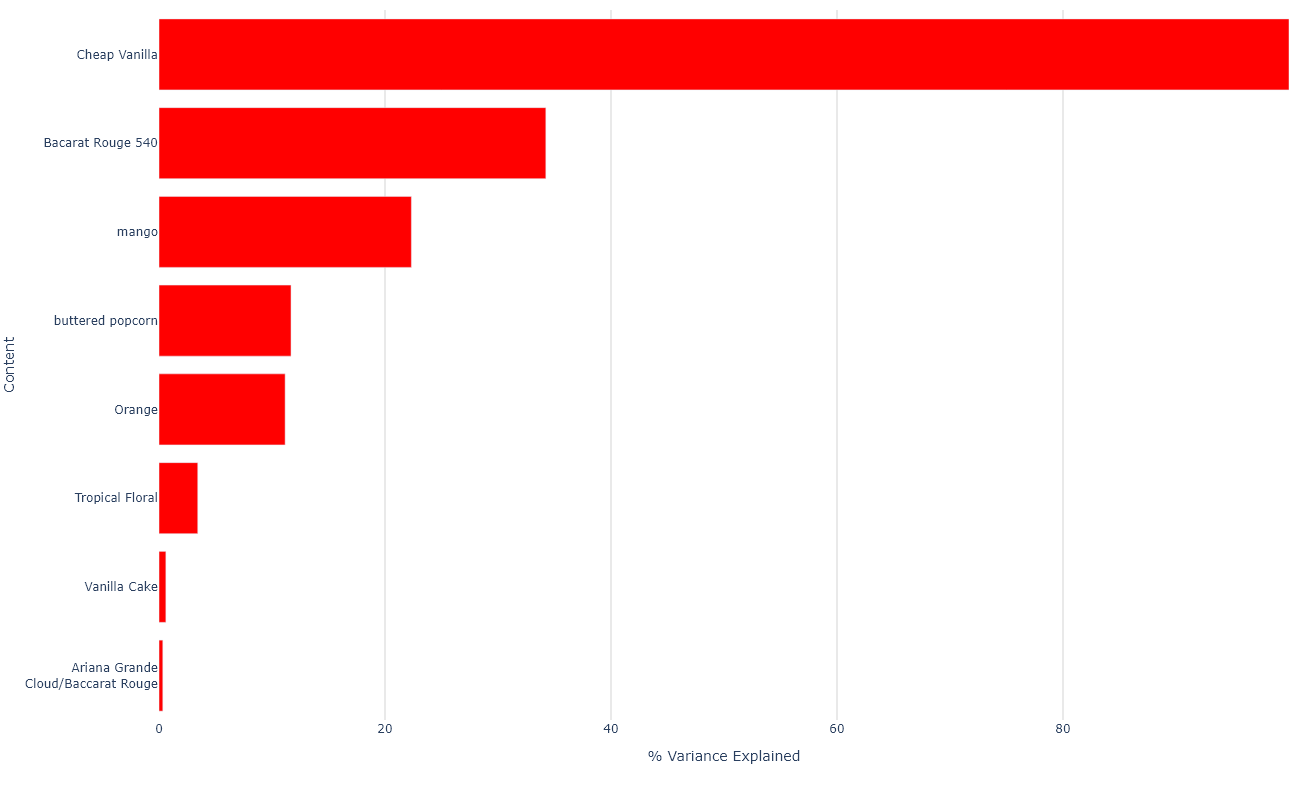 Cheap Vanilla
Bacarat Rouge 540
mango
buttered popcorn
Orange
Tropical Floral
Vanilla Cake
Ariana Grande
Cloud/Baccarat Rouge
Content
0
20
40
60
80
% Variance Explained